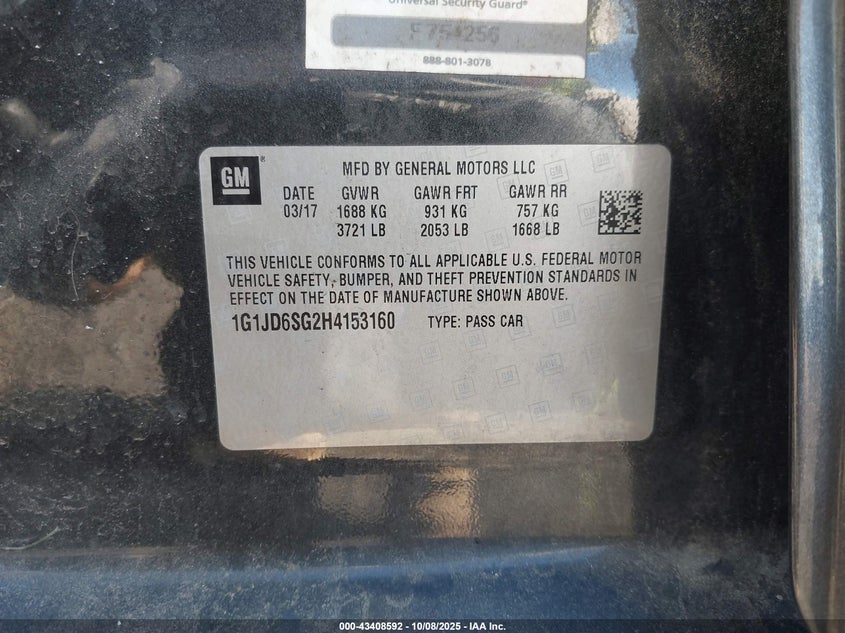 Universal Security Guard®
F 754256
888-801-3078
GM®
MFD BY GENERAL MOTORS LLC
DATE GVWR GAWR FRT GAWR RR
03/17 1688 KG 931 KG 757 KG
3721 LB 2053 LB 1668 LB
THIS VEHICLE CONFORMS TO ALL APPLICABLE U.S. FEDERAL MOTOR
VEHICLE SAFETY, BUMPER, AND THEFT PREVENTION STANDARDS IN
EFFECT ON THE DATE OF MANUFACTURE SHOWN ABOVE.
1G1JD6SG2H4153160 TYPE: PASS CAR
000-43408592 - 10/08/2025 - IAA Inc.